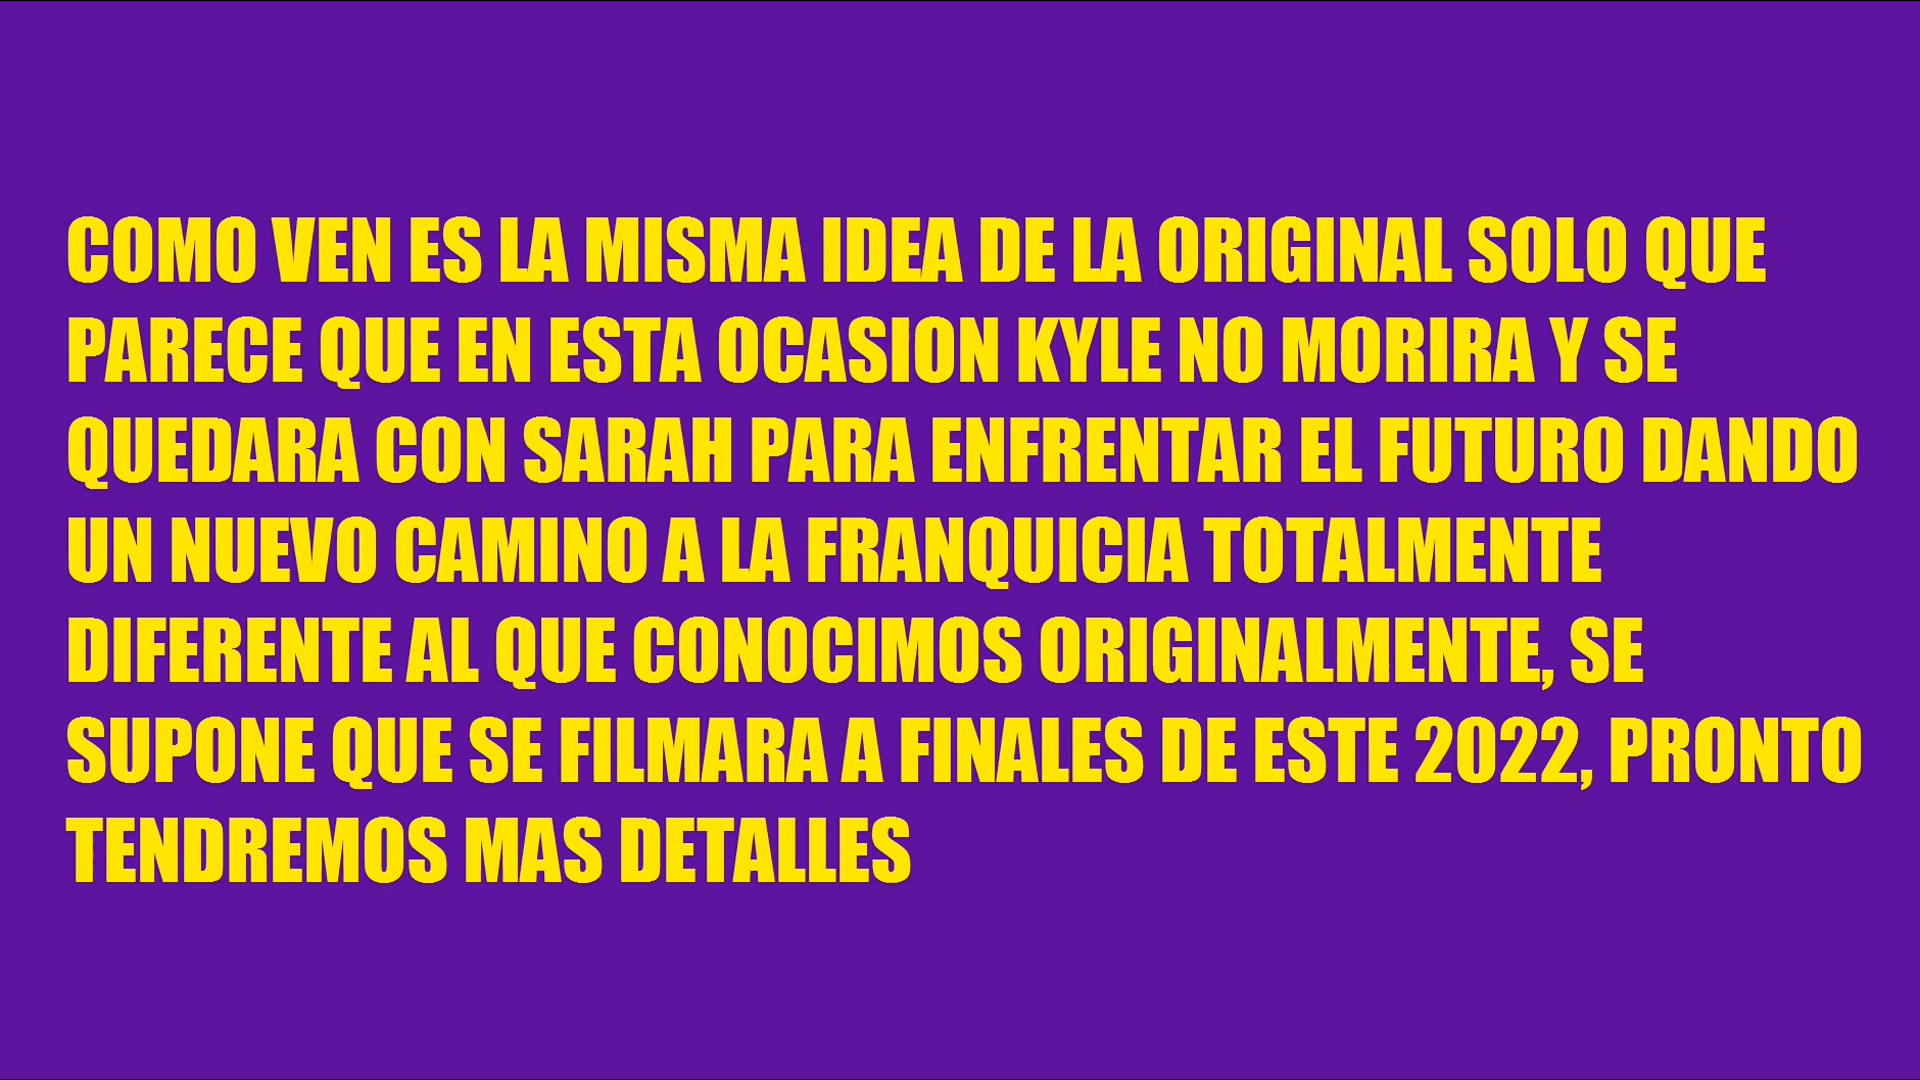 COMO VEN ES LA MISMA IDEA DE LA ORIGINAL SOLO QUE
PARECE QUE EN ESTA OCASION KYLE NO MORIRA Y SE
QUEDARA CON SARAH PARA ENFRENTAR EL FUTURO DANDO
UN NUEVO CAMINO A LA FRANQUICIA TOTALMENTE
DIFERENTE AL QUE CONOCIMOS ORIGINALMENTE, SE
SUPONE QUE SE FILMARA A FINALES DE ESTE 2022, PRONTO
TENDREMOS MAS DETALLES